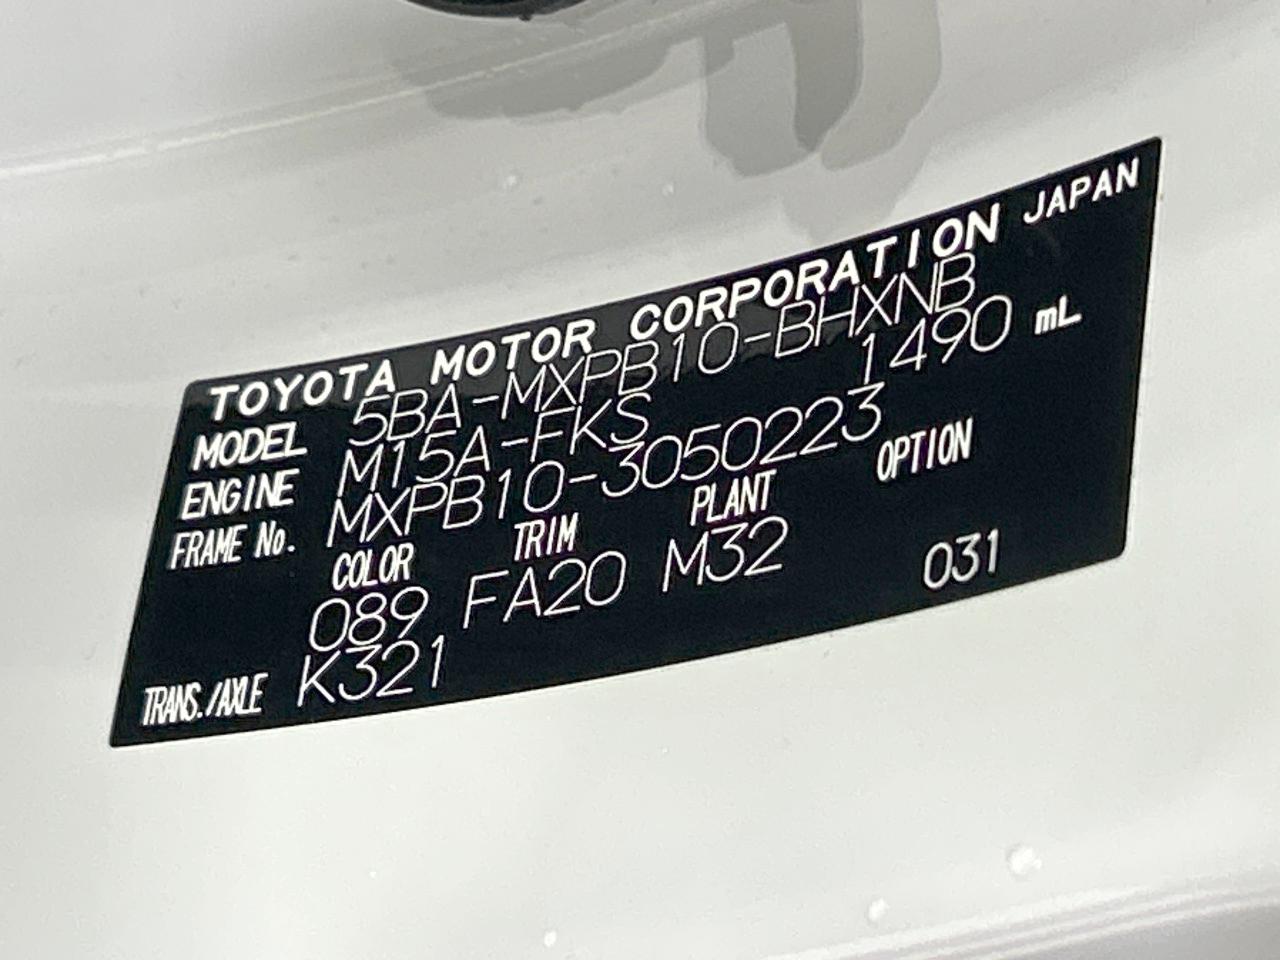 TOYOTA MOTOR CORPORATION JAPAN
MODEL 5BA-MXPB10-BHXNB
ENGINE M15A-FKS 1490 mL
FRAME No. MXPB10-3050223
COLOR TRIM PLANT OPTION
089 FA20 M32 031
TRANS./AXLE K321